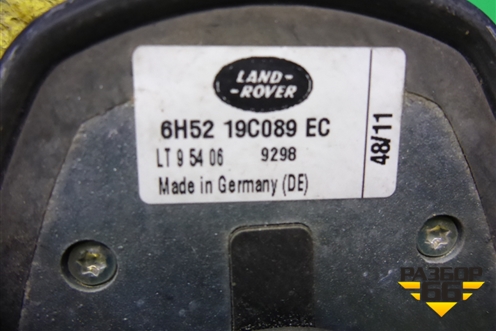 LAND-
-ROVER
6H52 19C089 EC
LT 9 54 06 9298
Made in Germany (DE)
48/11
РАЗБОР
66